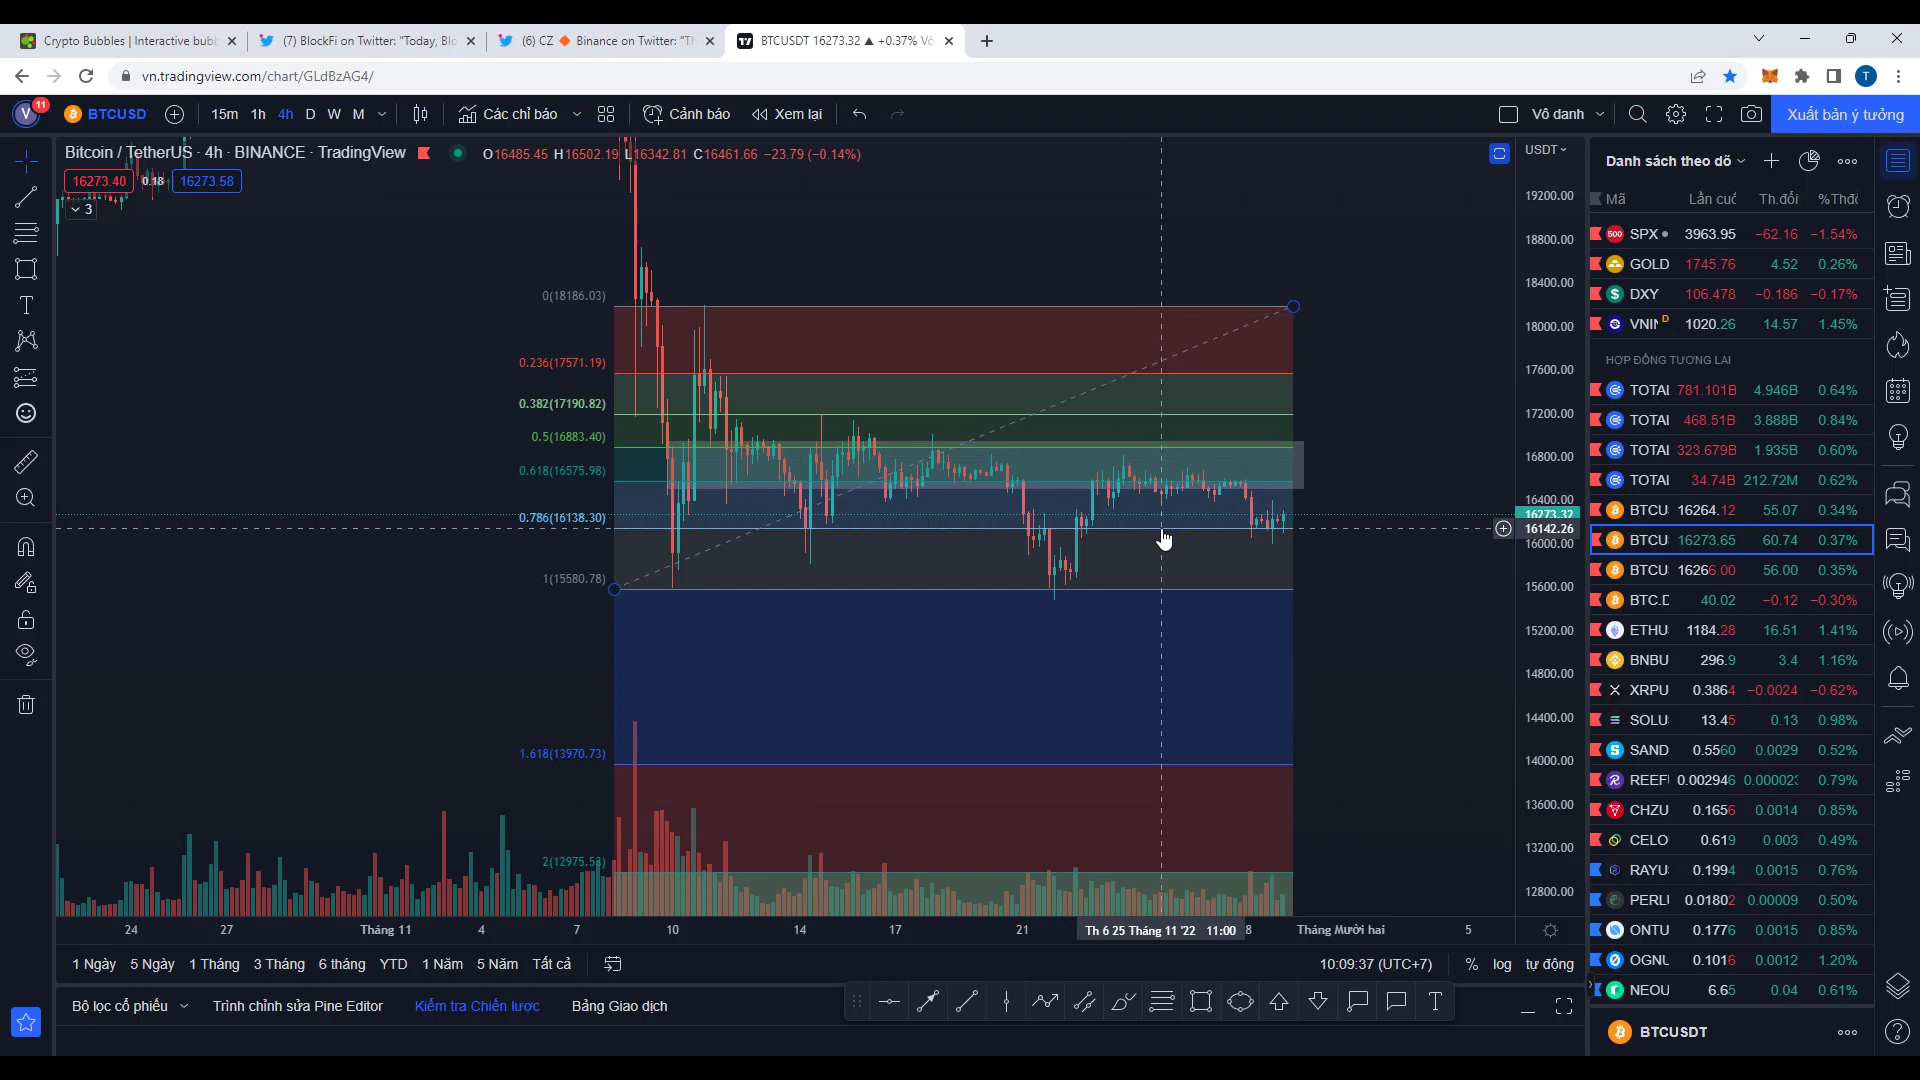 Crypto Bubbles | Interactive bubb
(7) BlockFi on Twitter: "Today, Blo
(6) CZ 🔶 Binance on Twitter: "Th
BTCUSDT 16273.32 ▲ +0.37% Vô
vn.tradingview.com/chart/GLdBzAG4/
T
V 11
BTCUSD
15m 1h 4h D W M
Các chỉ báo
Cảnh báo
Xem lại
Vô danh
Xuất bản ý tưởng
Bitcoin / TetherUS · 4h · BINANCE · TradingView
O16485.45 H16502.19 L16342.81 C16461.66 −23.79 (−0.14%)
16273.40 0.18 16273.58
3
USDT
19200.00
18800.00
18400.00
18000.00
17600.00
17200.00
16800.00
16400.00
16273.32
16142.26
16000.00
15600.00
15200.00
14800.00
14400.00
14000.00
13600.00
13200.00
12800.00
0(18186.03)
0.236(17571.19)
0.382(17190.82)
0.5(16883.40)
0.618(16575.98)
0.786(16138.30)
1(15580.78)
1.618(13970.73)
2(12975.53)
24 27 Tháng 11 4 7 10 14 17 21 Th 6 25 Tháng 11 '22 11:00 8 Tháng Mười hai 5
1 Ngày 5 Ngày 1 Tháng 3 Tháng 6 tháng YTD 1 Năm 5 Năm Tất cả
10:09:37 (UTC+7) % log tự động
Bộ lọc cổ phiếu Trình chỉnh sửa Pine Editor Kiểm tra Chiến lược Bảng Giao dịch
Danh sách theo dõ
Mã Lần cuố Th.đổi %Thđổ
SPX 3963.95 −62.16 −1.54%
GOLD 1745.76 4.52 0.26%
DXY 106.478 −0.186 −0.17%
VNIN D 1020.26 14.57 1.45%
HỢP ĐỒNG TƯƠNG LAI
TOTAL 781.101B 4.946B 0.64%
TOTAL 468.51B 3.888B 0.84%
TOTAL 323.679B 1.935B 0.60%
TOTAL 34.74B 212.72M 0.62%
BTCU 16264.12 55.07 0.34%
BTCU 16273.65 60.74 0.37%
BTCU 16266.00 56.00 0.35%
BTC.D 40.02 −0.12 −0.30%
ETHU 1184.28 16.51 1.41%
BNBU 296.9 3.4 1.16%
XRPU 0.3864 −0.0024 −0.62%
SOLU 13.45 0.13 0.98%
SAND 0.5560 0.0029 0.52%
REEF 0.002946 0.000023 0.79%
CHZU 0.1656 0.0014 0.85%
CELO 0.619 0.003 0.49%
RAYU 0.1994 0.0015 0.76%
PERLU 0.01802 0.00009 0.50%
ONTU 0.1776 0.0015 0.85%
OGNU 0.1016 0.0012 1.20%
NEOU 6.65 0.04 0.61%
BTCUSDT